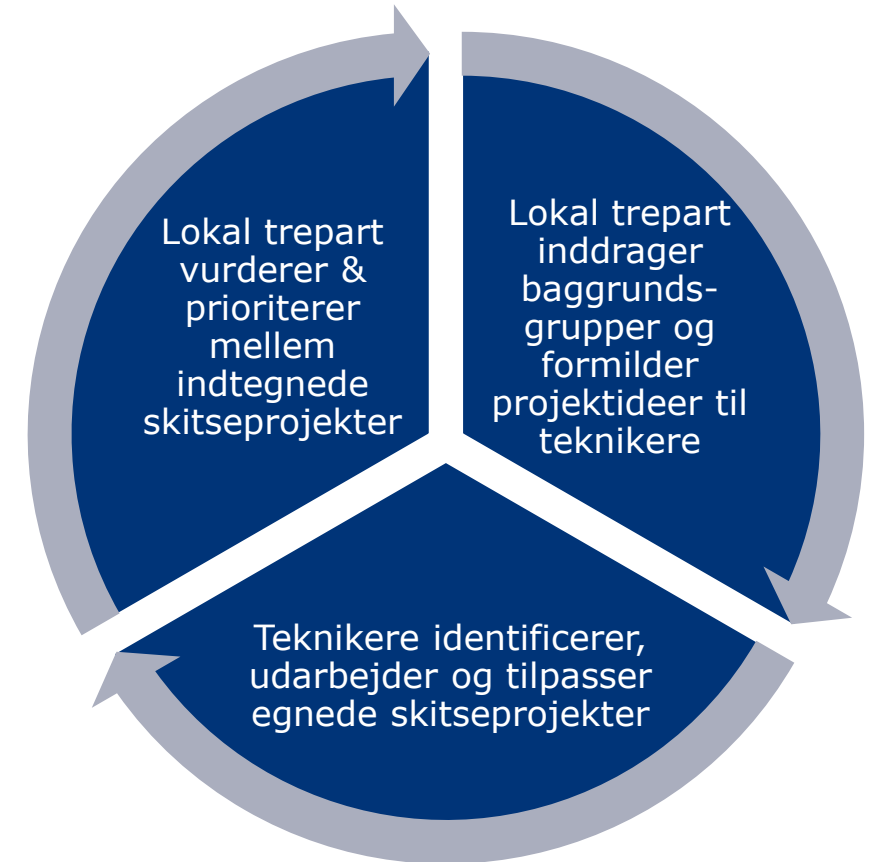 Lokal trepart
vurderer &
prioriterer
mellem
indtegnede
skitseprojekter
Lokal trepart
inddrager
baggrunds-
grupper og
formilder
projektideer til
teknikere
Teknikere identificerer,
udarbejder og tilpasser
egnede skitseprojekter